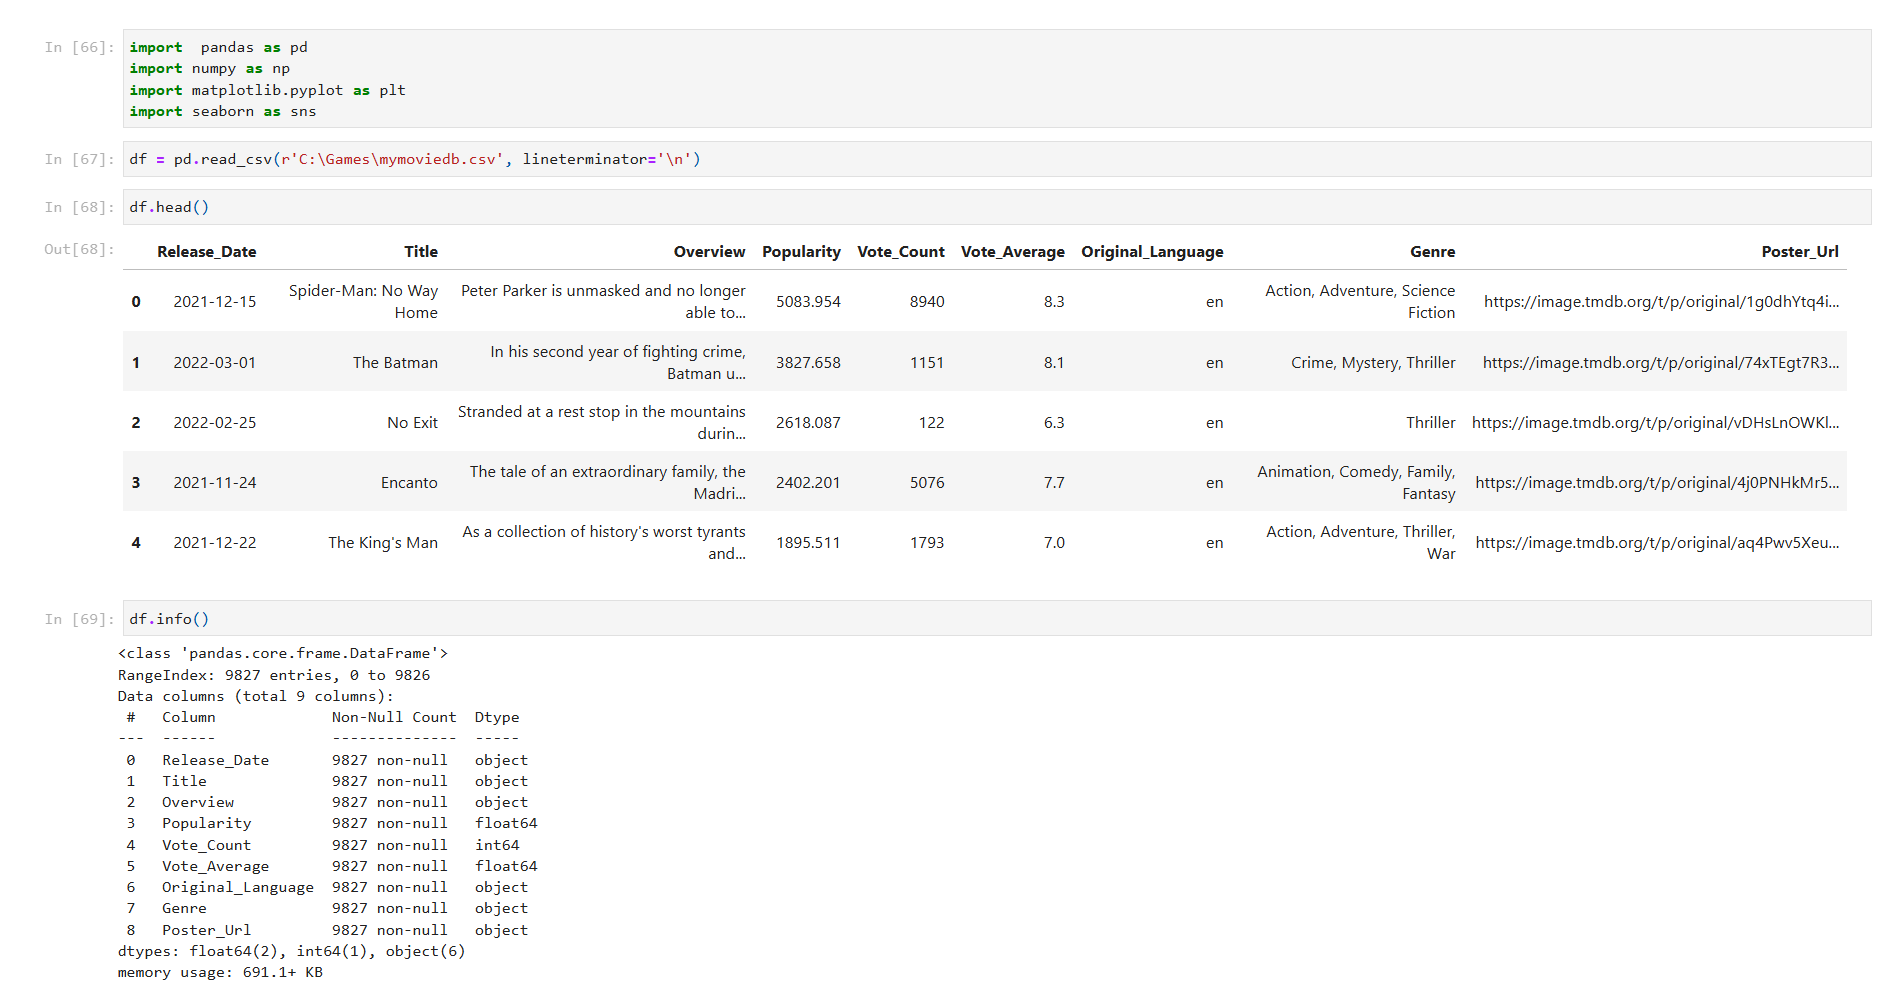 In [66]: import  pandas as pd
import numpy as np
import matplotlib.pyplot as plt
import seaborn as sns
In [67]: df = pd.read_csv(r'C:\Games\mymoviedb.csv', lineterminator='\n')
In [68]: df.head()
Out[68]: Release_Date Title Overview Popularity Vote_Count Vote_Average Original_Language Genre Poster_Url
0 2021-12-15 Spider-Man: No Way Home Peter Parker is unmasked and no longer able to... 5083.954 8940 8.3 en Action, Adventure, Science Fiction https://image.tmdb.org/t/p/original/1g0dhYtq4i...
1 2022-03-01 The Batman In his second year of fighting crime, Batman u... 3827.658 1151 8.1 en Crime, Mystery, Thriller https://image.tmdb.org/t/p/original/74xTEgt7R3...
2 2022-02-25 No Exit Stranded at a rest stop in the mountains durin... 2618.087 122 6.3 en Thriller https://image.tmdb.org/t/p/original/vDHsLnOWKl...
3 2021-11-24 Encanto The tale of an extraordinary family, the Madri... 2402.201 5076 7.7 en Animation, Comedy, Family, Fantasy https://image.tmdb.org/t/p/original/4j0PNHkMr5...
4 2021-12-22 The King's Man As a collection of history's worst tyrants and... 1895.511 1793 7.0 en Action, Adventure, Thriller, War https://image.tmdb.org/t/p/original/aq4Pwv5Xeu...
In [69]: df.info()
<class 'pandas.core.frame.DataFrame'>
RangeIndex: 9827 entries, 0 to 9826
Data columns (total 9 columns):
 #   Column             Non-Null Count  Dtype
---  ------             --------------  -----
 0   Release_Date       9827 non-null   object
 1   Title              9827 non-null   object
 2   Overview           9827 non-null   object
 3   Popularity         9827 non-null   float64
 4   Vote_Count         9827 non-null   int64
 5   Vote_Average       9827 non-null   float64
 6   Original_Language  9827 non-null   object
 7   Genre              9827 non-null   object
 8   Poster_Url         9827 non-null   object
dtypes: float64(2), int64(1), object(6)
memory usage: 691.1+ KB